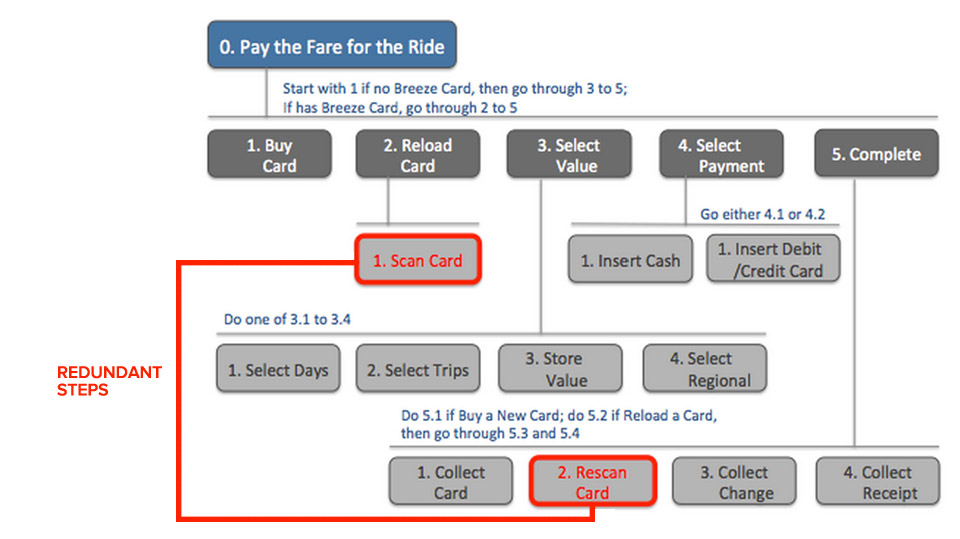 0. Pay the Fare for the Ride
Start with 1 if no Breeze Card, then go through 3 to 5;
If has Breeze Card, go through 2 to 5
1. Buy
Card
2. Reload
Card
3. Select
Value
4. Select
Payment
5. Complete
Go either 4.1 or 4.2
1. Scan Card
1. Insert Cash
1. Insert Debit
/Credit Card
Do one of 3.1 to 3.4
REDUNDANT
STEPS
1. Select Days
2. Select Trips
3. Store
Value
4. Select
Regional
Do 5.1 if Buy a New Card; do 5.2 if Reload a Card,
then go through 5.3 and 5.4
1. Collect
Card
2. Rescan
Card
3. Collect
Change
4. Collect
Receipt